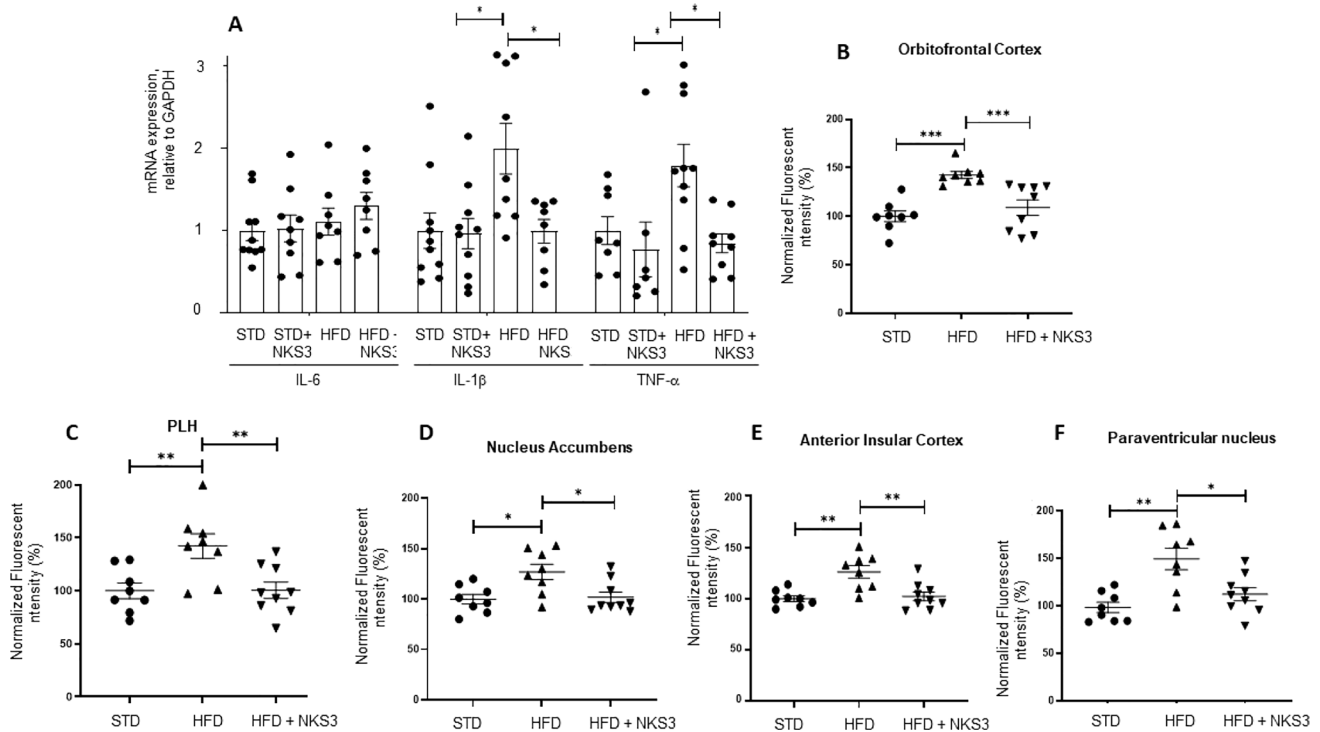 A
mRNA expression,
relative to GAPDH
3
2
1
0
*
*
*
*
STD
STD+
NKS3
HFD
HFD -
NKS3
STD
STD+
NKS3
HFD
HFD
NKS
STD
STD+
NKS3
HFD
HFD +
NKS3
IL-6
IL-1β
TNF-α
B
Orbitofrontal Cortex
Normalized Fluorescent
ntensity (%)
200
150
100
50
0
***
***
STD
HFD
HFD + NKS3
C
PLH
Normalized Fluorescent
ntensity (%)
200
150
100
50
0
**
**
STD
HFD
HFD + NKS3
D
Nucleus Accumbens
Normalized Fluorescent
ntensity (%)
200
150
100
50
0
*
*
STD
HFD
HFD + NKS3
E
Anterior Insular Cortex
Normalized Fluorescent
ntensity (%)
200
150
100
50
0
**
**
STD
HFD
HFD + NKS3
F
Paraventricular nucleus
Normalized Fluorescent
ntensity (%)
200
150
100
50
0
**
*
STD
HFD
HFD + NKS3